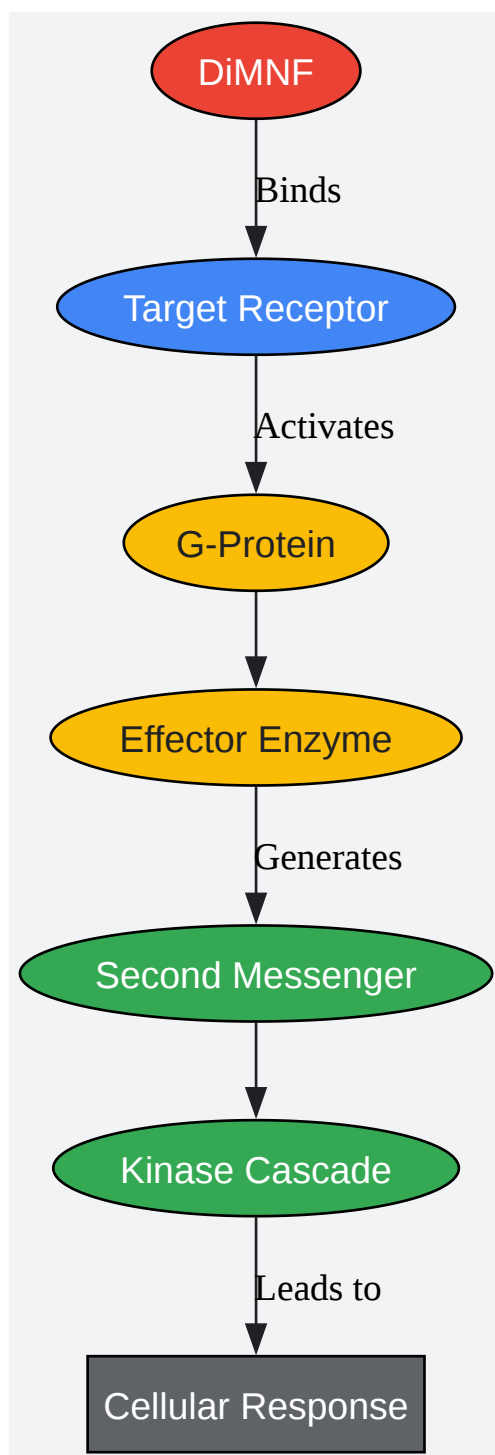 DiMNF
Binds
Target Receptor
Activates
G-Protein
Effector Enzyme
Generates
Second Messenger
Kinase Cascade
Leads to
Cellular Response